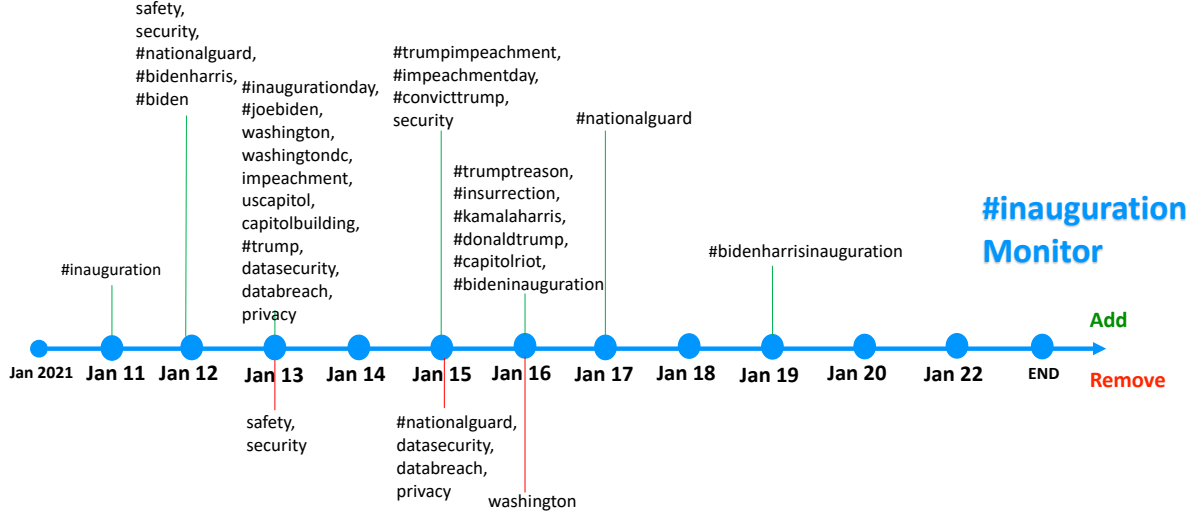 safety,
security,
#nationalguard,
#bidenharris,
#biden
#inaugurationday,
#joebiden,
washington,
washingtondc,
impeachment,
uscapitol,
capitolbuilding,
#trump,
datasecurity,
databreach,
privacy
#trumpimpeachment,
#impeachmentday,
#convicttrump,
security
#nationalguard
#trumptreason,
#insurrection,
#kamalaharris,
#donaldtrump,
#capitolriot,
#bideninauguration
#inauguration
#bidenharrisinauguration
#inauguration
Monitor
Add
Jan 2021 Jan 11 Jan 12 Jan 13 Jan 14 Jan 15 Jan 16 Jan 17 Jan 18 Jan 19 Jan 20 Jan 22 END
Remove
safety,
security
#nationalguard,
datasecurity,
databreach,
privacy
washington